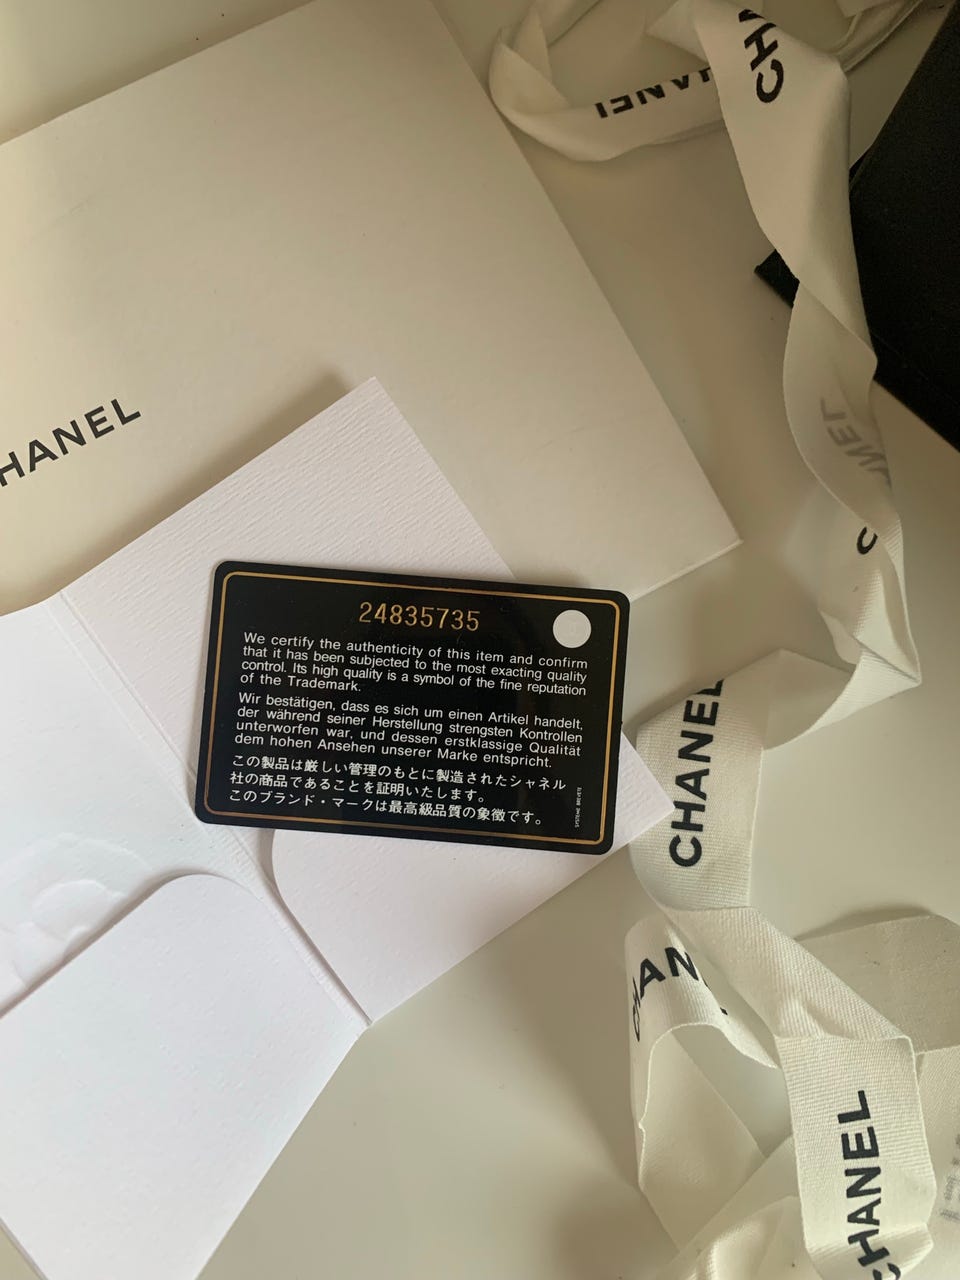 CHANEL
CHANEL
HANEL
24835735
We certify the authenticity of this item and confirm
that it has been subjected to the most exacting quality
control. Its high quality is a symbol of the fine reputation
of the Trademark.
Wir bestätigen, dass es sich um einen Artikel handelt,
der während seiner Herstellung strengsten Kontrollen
unterworfen war, und dessen erstklassige Qualität
dem hohen Ansehen unserer Marke entspricht.
この製品は厳しい管理のもとに製造されたシャネル
社の商品であることを証明いたします。
このブランド・マークは最高級品質の象徴です。
SYSTEME BREVETE
CHANEL
CHAN
CHANEL